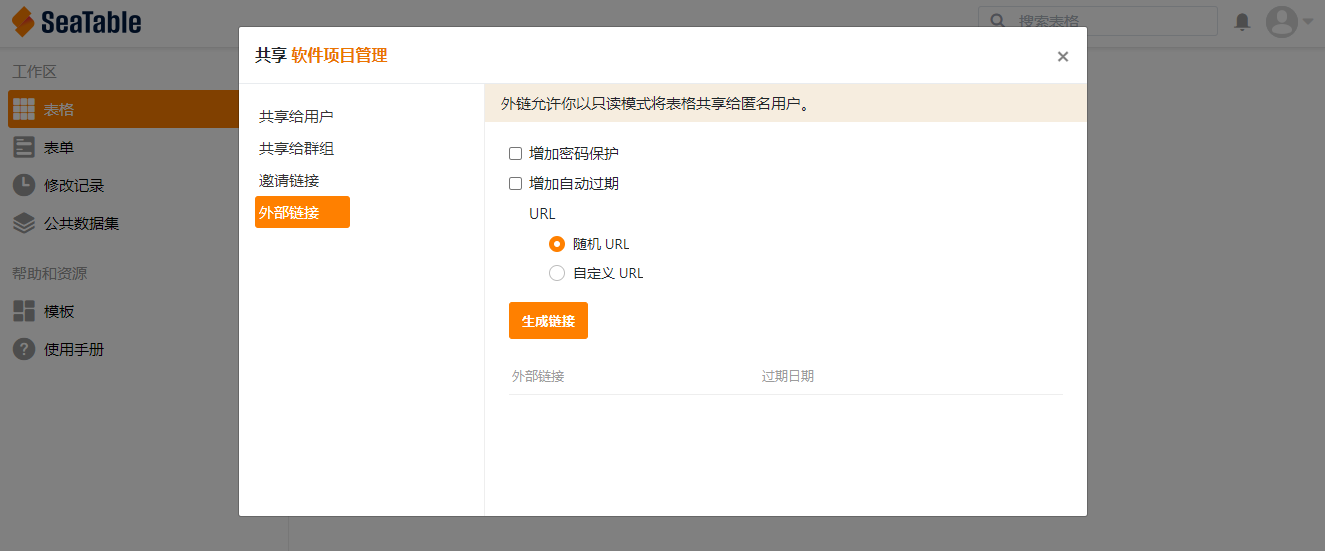 SeaTable
搜索表格
工作区
表格
表单
修改记录
公共数据集
帮助和资源
模板
使用手册
共享 软件项目管理
共享给用户
共享给群组
邀请链接
外部链接
外链允许你以只读模式将表格共享给匿名用户。
增加密码保护
增加自动过期
URL
随机 URL
自定义 URL
生成链接
外部链接 过期日期